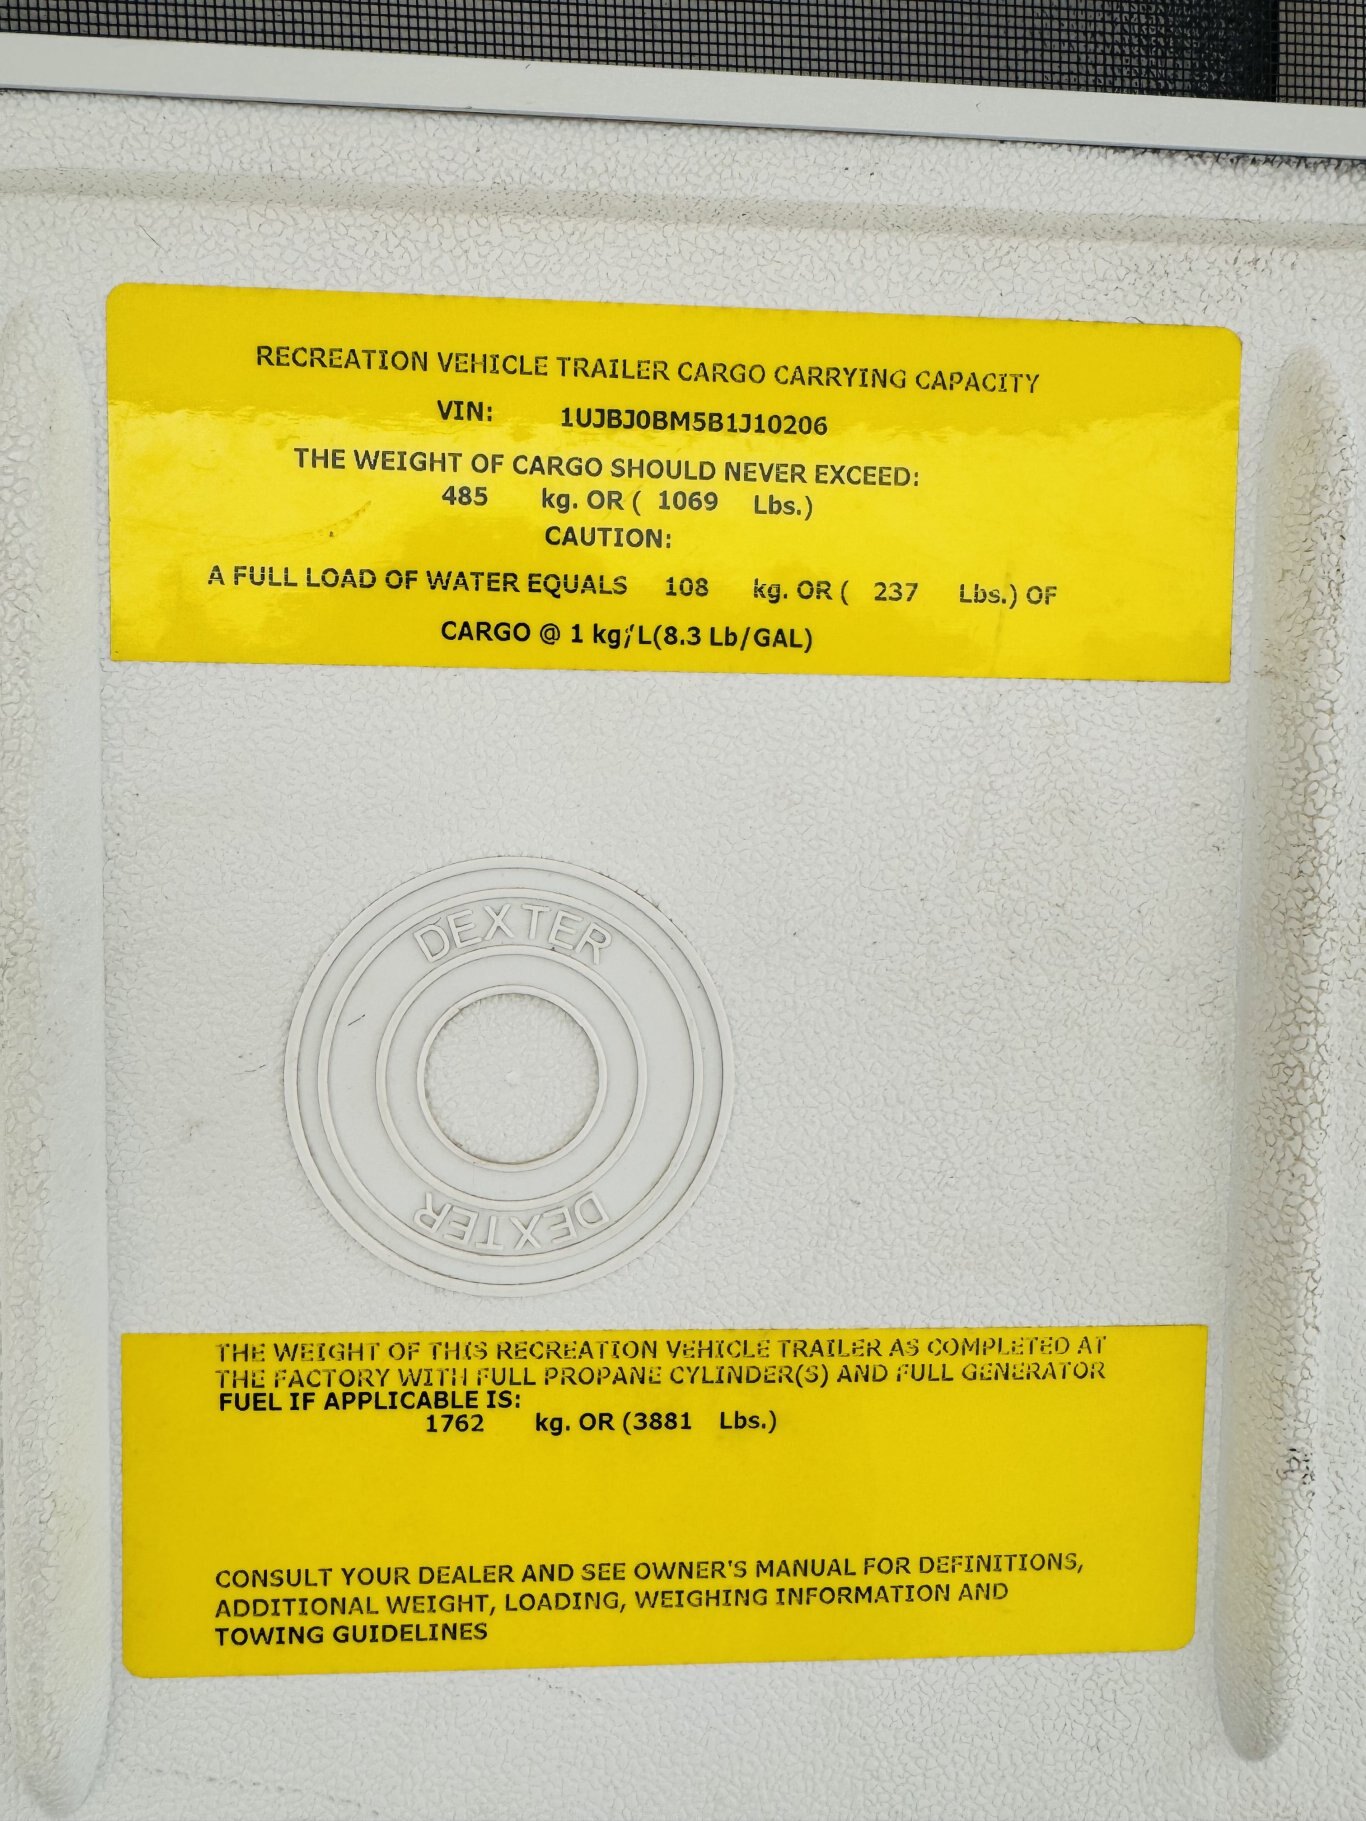 RECREATION VEHICLE TRAILER CARGO CARRYING CAPACITY
VIN: 1UJBJ0BM5B1J10206
THE WEIGHT OF CARGO SHOULD NEVER EXCEED:
485 kg. OR ( 1069 Lbs.)
CAUTION:
A FULL LOAD OF WATER EQUALS 108 kg. OR ( 237 Lbs.) OF
CARGO @ 1 kg/L(8.3 Lb/GAL)
DEXTER
DEXTER
THE WEIGHT OF THIS RECREATION VEHICLE TRAILER AS COMPLETED AT
THE FACTORY WITH FULL PROPANE CYLINDER(S) AND FULL GENERATOR
FUEL IF APPLICABLE IS:
1762 kg. OR (3881 Lbs.)
CONSULT YOUR DEALER AND SEE OWNER'S MANUAL FOR DEFINITIONS,
ADDITIONAL WEIGHT, LOADING, WEIGHING INFORMATION AND
TOWING GUIDELINES